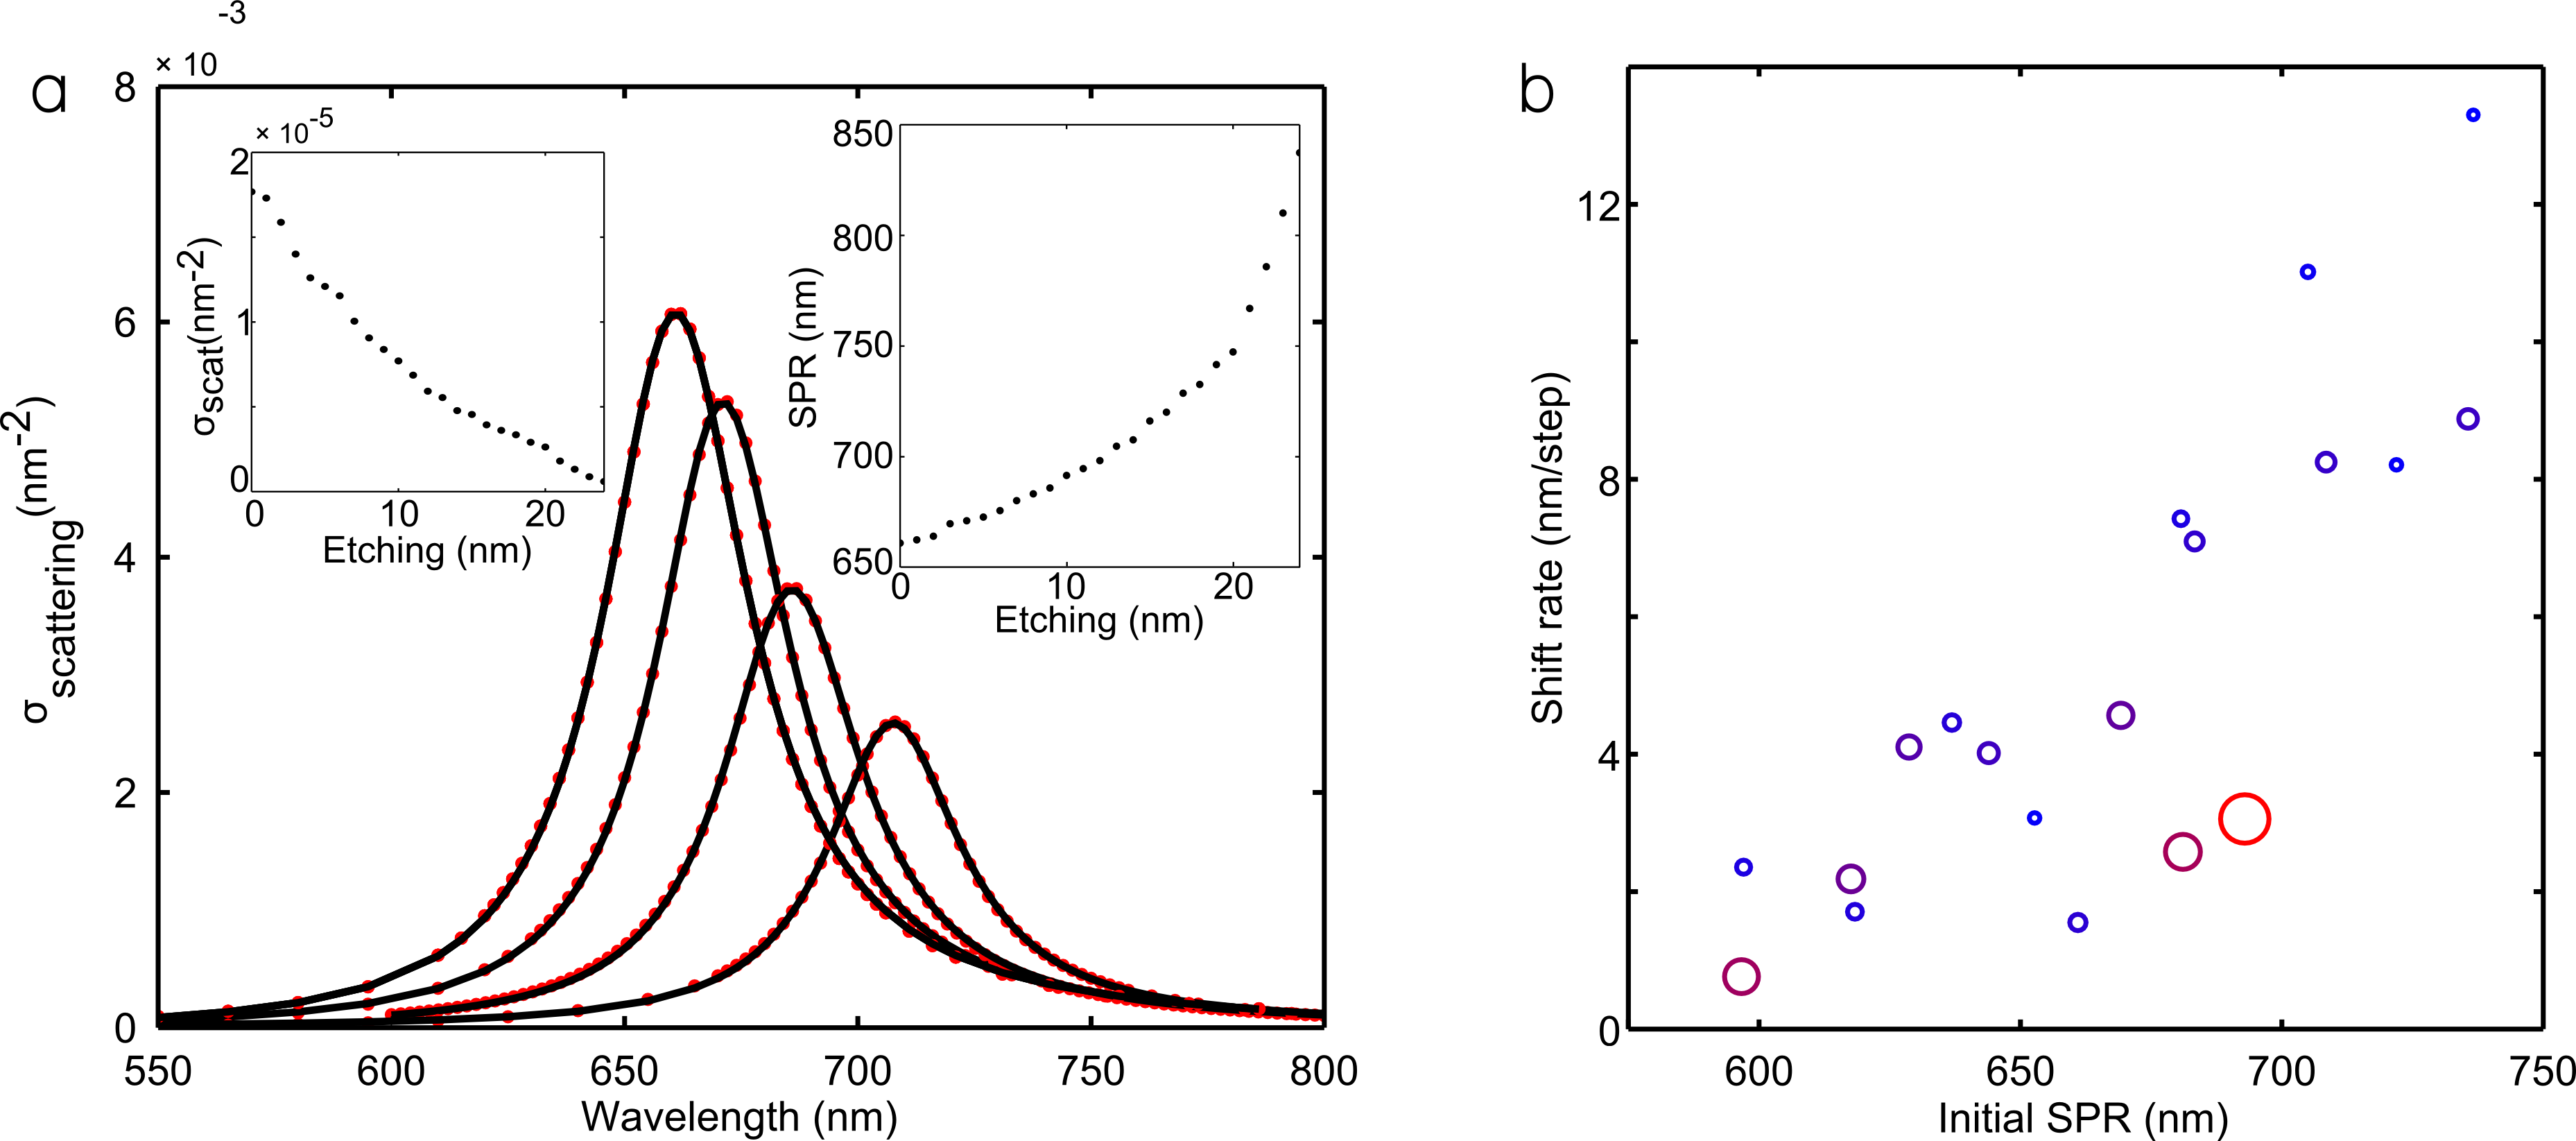 -3
× 10
a
8
6
4
2
0
550 600 650 700 750 800
Wavelength (nm)
σscattering(nm-2)
× 10-5
2
1
0
0 10 20
Etching (nm)
σscat(nm-2)
850
800
750
700
650
0 10 20
Etching (nm)
SPR (nm)
b
12
8
4
0
600 650 700 750
Initial SPR (nm)
Shift rate (nm/step)